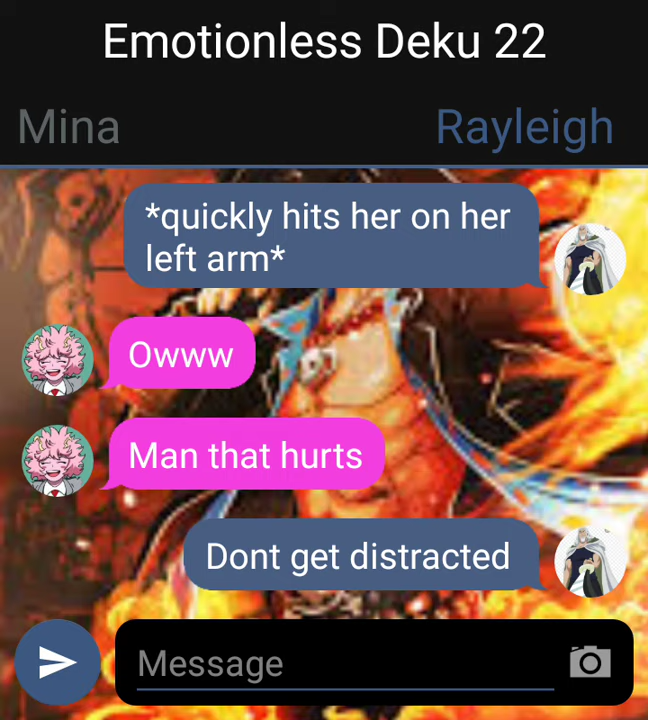 Emotionless Deku 22
Mina
Rayleigh
*quickly hits her on her
left arm*
Owww
Man that hurts
Dont get distracted
Message